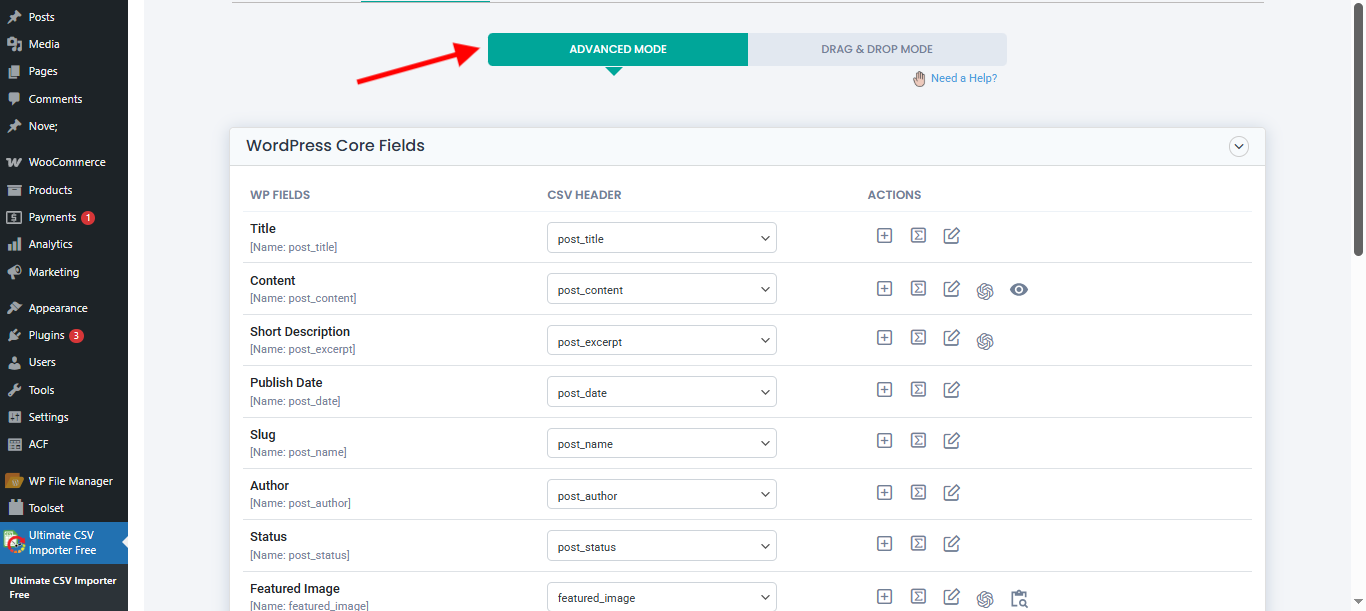 Posts
Media
Pages
Comments
Nove;
WooCommerce
Products
Payments 1
Analytics
Marketing
Appearance
Plugins 3
Users
Tools
Settings
ACF
WP File Manager
Toolset
Ultimate CSV
Importer Free
Ultimate CSV Importer
Free
ADVANCED MODE
DRAG & DROP MODE
Need a Help?
WordPress Core Fields
WP FIELDS CSV HEADER ACTIONS
Title
[Name: post_title]
post_title
Content
[Name: post_content]
post_content
Short Description
[Name: post_excerpt]
post_excerpt
Publish Date
[Name: post_date]
post_date
Slug
[Name: post_name]
post_name
Author
[Name: post_author]
post_author
Status
[Name: post_status]
post_status
Featured Image
[Name: featured_image]
featured_image